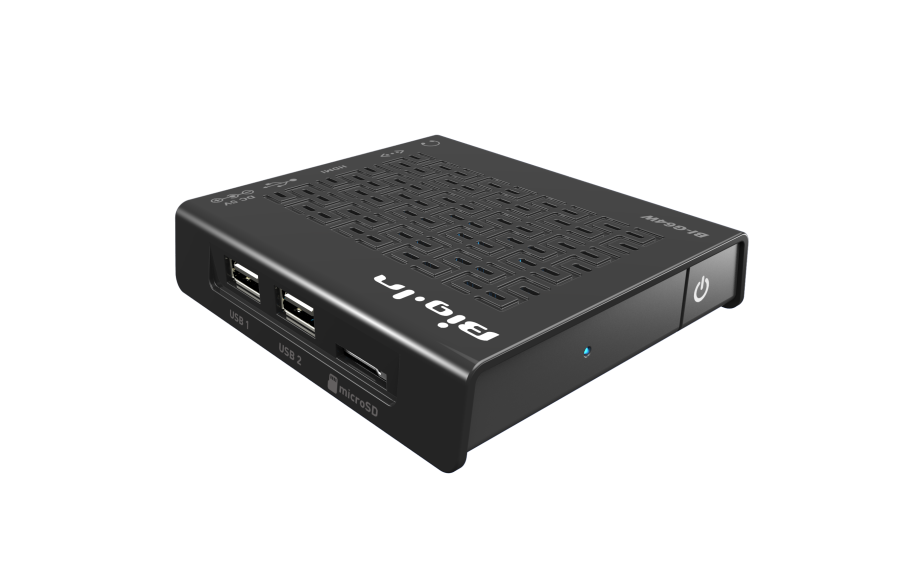 HDMI
DC 5V
BI-G64W
Big·In
USB 1
USB 2
microSD